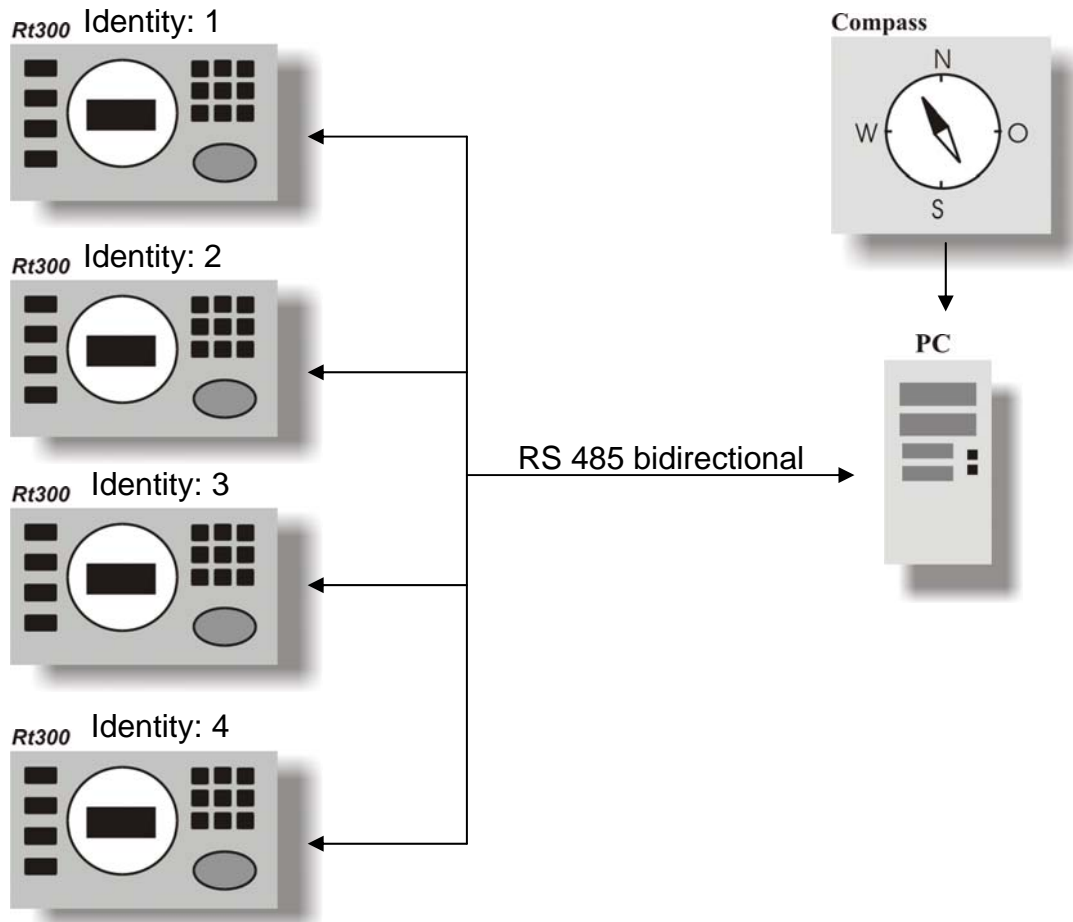 Rt300 Identity: 1
Compass
N
W
O
S
Rt300 Identity: 2
PC
RS 485 bidirectional
Rt300 Identity: 3
Rt300 Identity: 4